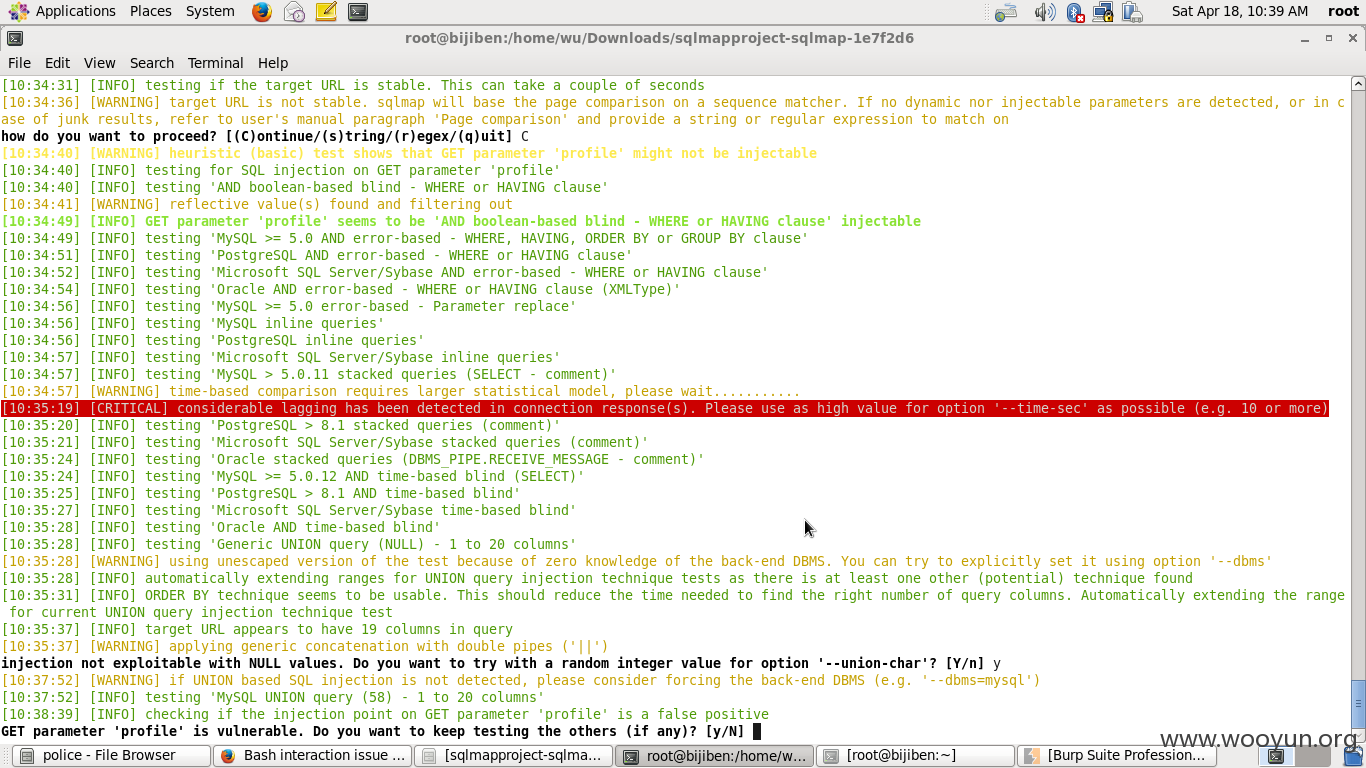 Applications Places System Sat Apr 18, 10:39 AM root
root@bijiben:/home/wu/Downloads/sqlmapproject-sqlmap-1e7f2d6
File Edit View Search Terminal Help
[10:34:31] [INFO] testing if the target URL is stable. This can take a couple of seconds
[10:34:36] [WARNING] target URL is not stable. sqlmap will base the page comparison on a sequence matcher. If no dynamic nor injectable parameters are detected, or in c
ase of junk results, refer to user's manual paragraph 'Page comparison' and provide a string or regular expression to match on
how do you want to proceed? [(C)ontinue/(s)tring/(r)egex/(q)uit] C
[10:34:40] [WARNING] heuristic (basic) test shows that GET parameter 'profile' might not be injectable
[10:34:40] [INFO] testing for SQL injection on GET parameter 'profile'
[10:34:40] [INFO] testing 'AND boolean-based blind - WHERE or HAVING clause'
[10:34:41] [WARNING] reflective value(s) found and filtering out
[10:34:49] [INFO] GET parameter 'profile' seems to be 'AND boolean-based blind - WHERE or HAVING clause' injectable
[10:34:49] [INFO] testing 'MySQL >= 5.0 AND error-based - WHERE, HAVING, ORDER BY or GROUP BY clause'
[10:34:51] [INFO] testing 'PostgreSQL AND error-based - WHERE or HAVING clause'
[10:34:52] [INFO] testing 'Microsoft SQL Server/Sybase AND error-based - WHERE or HAVING clause'
[10:34:54] [INFO] testing 'Oracle AND error-based - WHERE or HAVING clause (XMLType)'
[10:34:56] [INFO] testing 'MySQL >= 5.0 error-based - Parameter replace'
[10:34:56] [INFO] testing 'MySQL inline queries'
[10:34:56] [INFO] testing 'PostgreSQL inline queries'
[10:34:57] [INFO] testing 'Microsoft SQL Server/Sybase inline queries'
[10:34:57] [INFO] testing 'MySQL > 5.0.11 stacked queries (SELECT - comment)'
[10:34:57] [WARNING] time-based comparison requires larger statistical model, please wait...........
[10:35:19] [CRITICAL] considerable lagging has been detected in connection response(s). Please use as high value for option '--time-sec' as possible (e.g. 10 or more)
[10:35:20] [INFO] testing 'PostgreSQL > 8.1 stacked queries (comment)'
[10:35:21] [INFO] testing 'Microsoft SQL Server/Sybase stacked queries (comment)'
[10:35:24] [INFO] testing 'Oracle stacked queries (DBMS_PIPE.RECEIVE_MESSAGE - comment)'
[10:35:24] [INFO] testing 'MySQL >= 5.0.12 AND time-based blind (SELECT)'
[10:35:25] [INFO] testing 'PostgreSQL > 8.1 AND time-based blind'
[10:35:27] [INFO] testing 'Microsoft SQL Server/Sybase time-based blind'
[10:35:28] [INFO] testing 'Oracle AND time-based blind'
[10:35:28] [INFO] testing 'Generic UNION query (NULL) - 1 to 20 columns'
[10:35:28] [WARNING] using unescaped version of the test because of zero knowledge of the back-end DBMS. You can try to explicitly set it using option '--dbms'
[10:35:28] [INFO] automatically extending ranges for UNION query injection technique tests as there is at least one other (potential) technique found
[10:35:31] [INFO] ORDER BY technique seems to be usable. This should reduce the time needed to find the right number of query columns. Automatically extending the range
for current UNION query injection technique test
[10:35:37] [INFO] target URL appears to have 19 columns in query
[10:35:37] [WARNING] applying generic concatenation with double pipes ('||')
injection not exploitable with NULL values. Do you want to try with a random integer value for option '--union-char'? [Y/n] y
[10:37:52] [WARNING] if UNION based SQL injection is not detected, please consider forcing the back-end DBMS (e.g. '--dbms=mysql')
[10:37:52] [INFO] testing 'MySQL UNION query (58) - 1 to 20 columns'
[10:38:39] [INFO] checking if the injection point on GET parameter 'profile' is a false positive
GET parameter 'profile' is vulnerable. Do you want to keep testing the others (if any)? [y/N]
www.wooyun.org
police - File Browser Bash interaction issue ... [sqlmapproject-sqlma... root@bijiben:/home/w... [root@bijiben:~] [Burp Suite Profession...